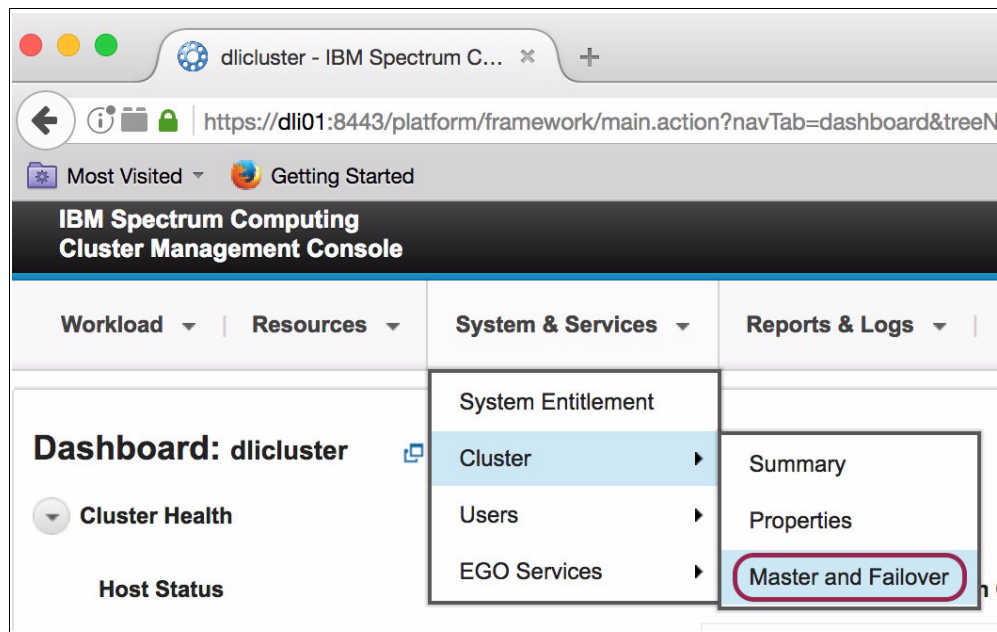 dlicluster - IBM Spectrum C...
https://dli01:8443/platform/framework/main.action?navTab=dashboard&treeN
Most Visited Getting Started
IBM Spectrum Computing
Cluster Management Console
Workload Resources System & Services Reports & Logs
System Entitlement
Dashboard: dlicluster
Cluster
Summary
Cluster Health
Users
Properties
Host Status
EGO Services
Master and Failover